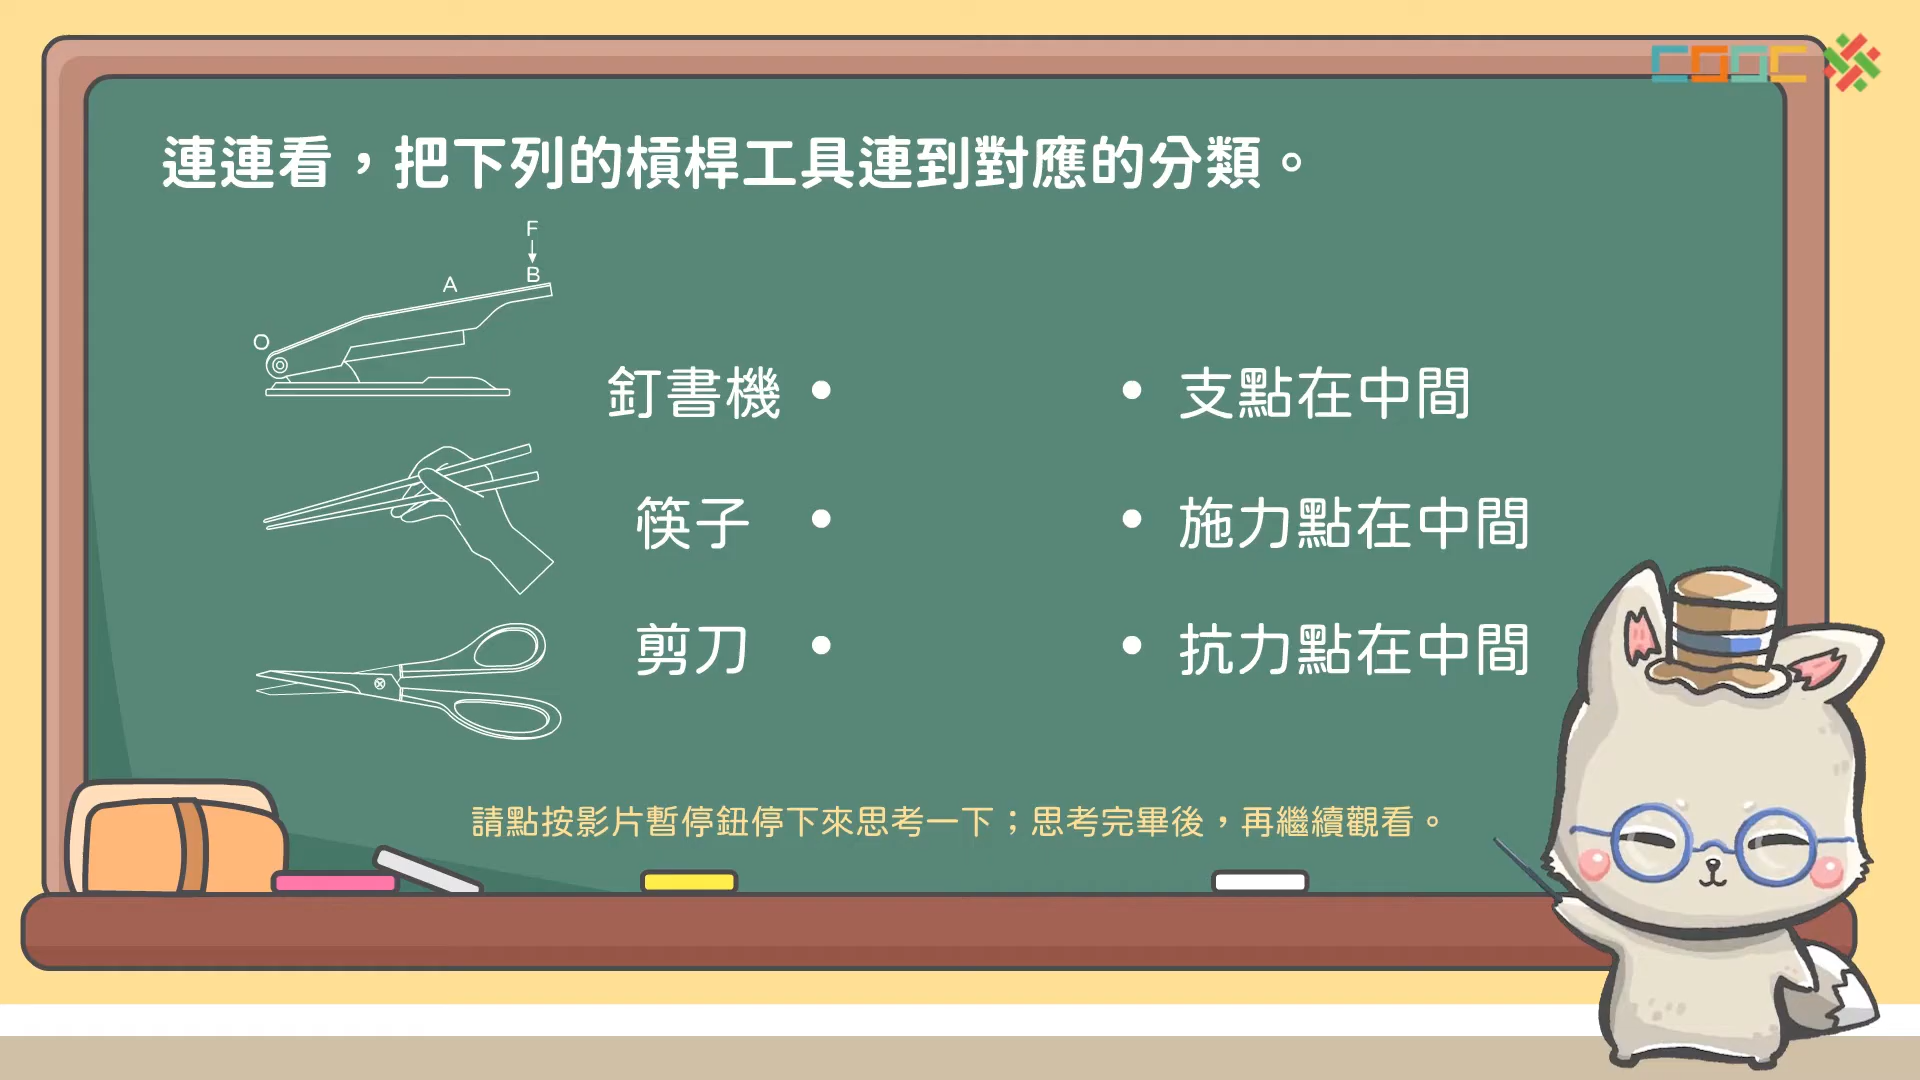 連連看，把下列的槓桿工具連到對應的分類。
F
B
A
O
釘書機 • • 支點在中間
筷子 • • 施力點在中間
剪刀 • • 抗力點在中間
請點按影片暫停鈕停下來思考一下；思考完畢後，再繼續觀看。